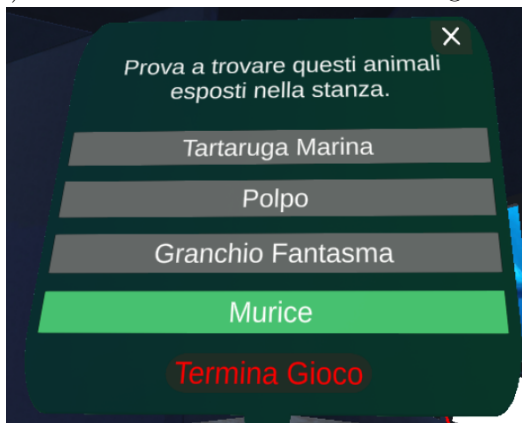 Prova a trovare questi animali
esposti nella stanza.
Tartaruga Marina
Polpo
Granchio Fantasma
Murice
Termina Gioco